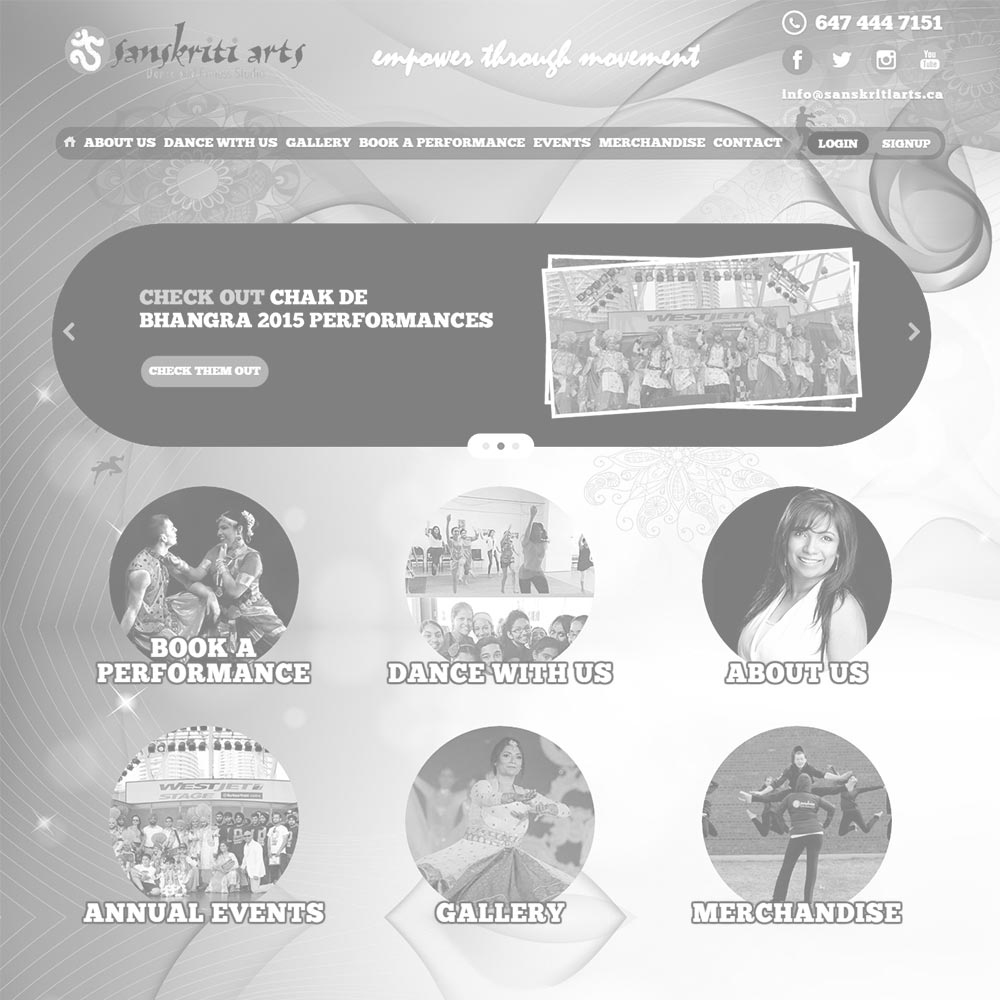 sanskriti arts
Dance and Fitness Studio
empower through movement
647 444 7151
You
Tube
info@sanskritiarts.ca
ABOUT US DANCE WITH US GALLERY BOOK A PERFORMANCE EVENTS MERCHANDISE CONTACT LOGIN SIGNUP
CHECK OUT CHAK DE
BHANGRA 2015 PERFORMANCES
CHECK THEM OUT
WESTJET
BOOK A
PERFORMANCE
DANCE WITH US
ABOUT US
WESTJET
STAGE
ANNUAL EVENTS
GALLERY
MERCHANDISE